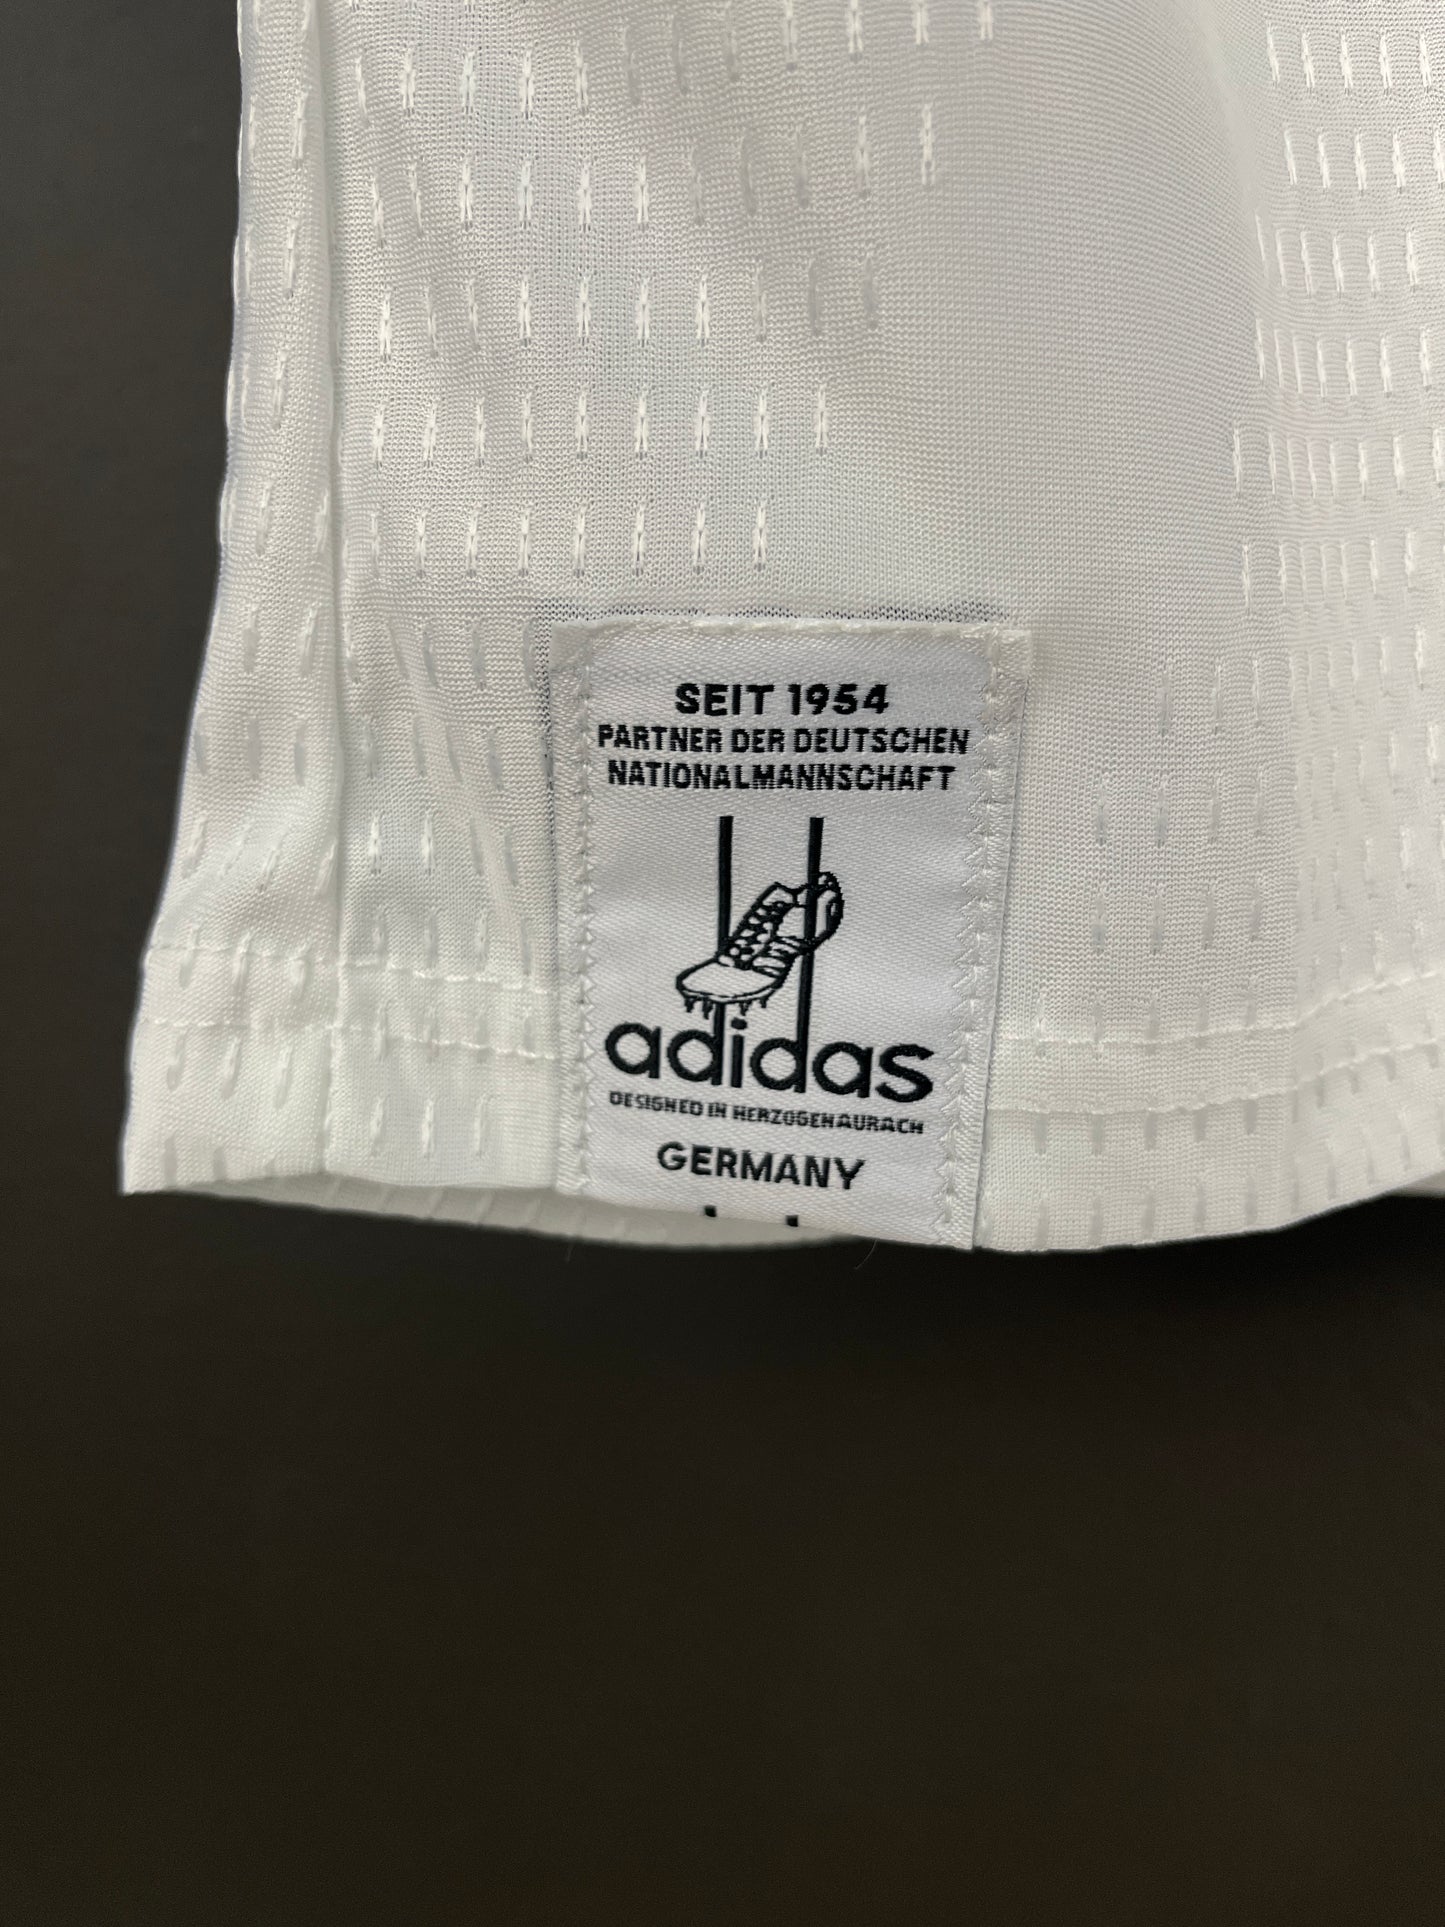 SEIT 1954
PARTNER DER DEUTSCHEN
NATIONALMANNSCHAFT
adidas
DESIGNED IN HERZOGENAURACH
GERMANY